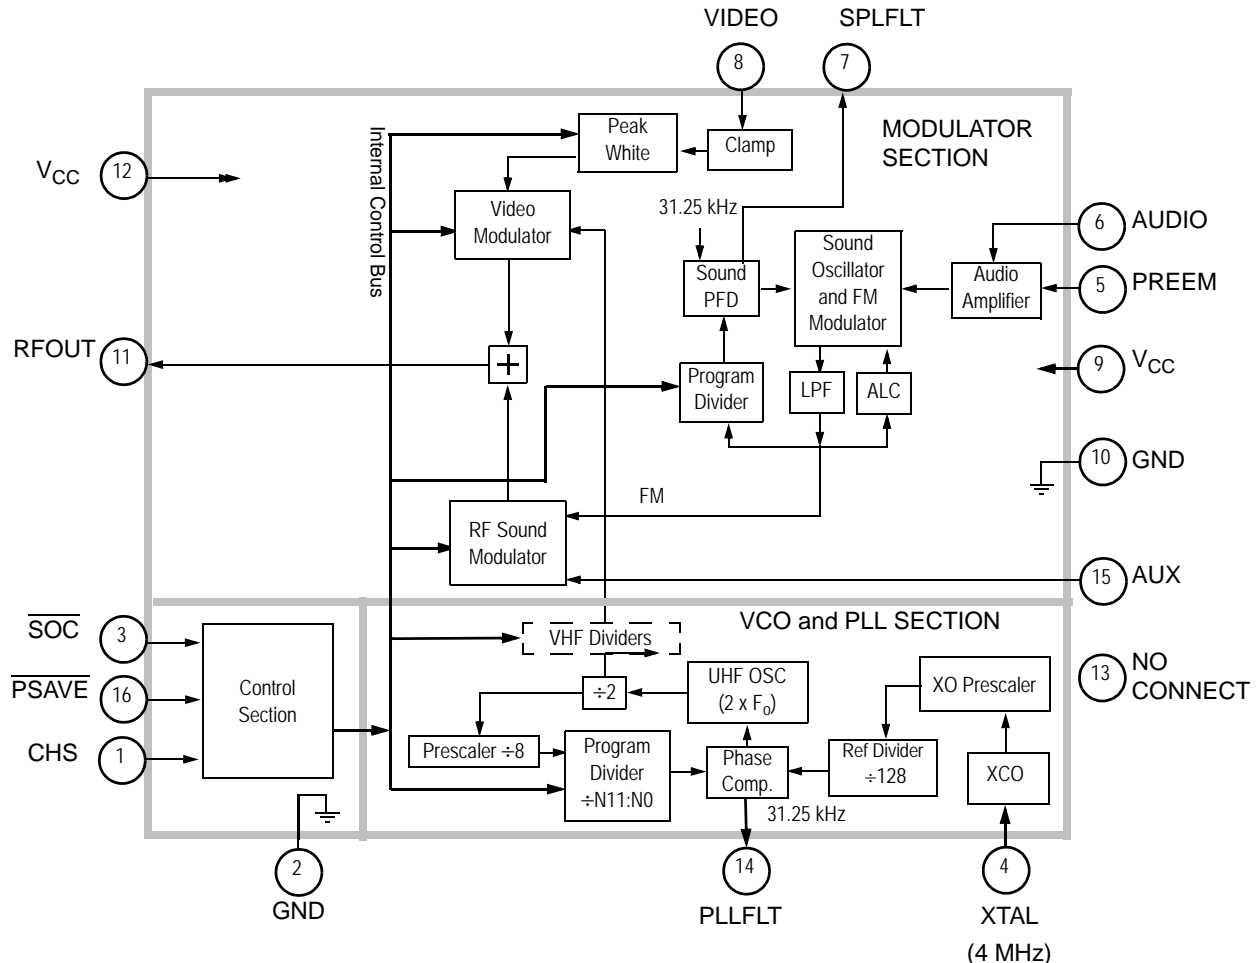 VIDEO
SPLFLT
8
7
MODULATOR
SECTION
Internal Control Bus
Peak
White
Clamp
V_CC
12
Video
Modulator
31.25 kHz
Sound
PFD
Sound
Oscillator
and FM
Modulator
Audio
Amplifier
6
AUDIO
5
PREEM
RFOUT
11
+
Program
Divider
LPF
ALC
9
V_CC
10
GND
FM
RF Sound
Modulator
15
AUX
VCO and PLL SECTION
SOC
3
PSAVE
16
CHS
1
Control
Section
VHF Dividers
÷2
UHF OSC
(2 x F_o)
XO Prescaler
13
NO
CONNECT
Prescaler ÷8
Program
Divider
÷N11:N0
Phase
Comp.
Ref Divider
÷128
XCO
31.25 kHz
2
GND
14
PLLFLT
4
XTAL
(4 MHz)